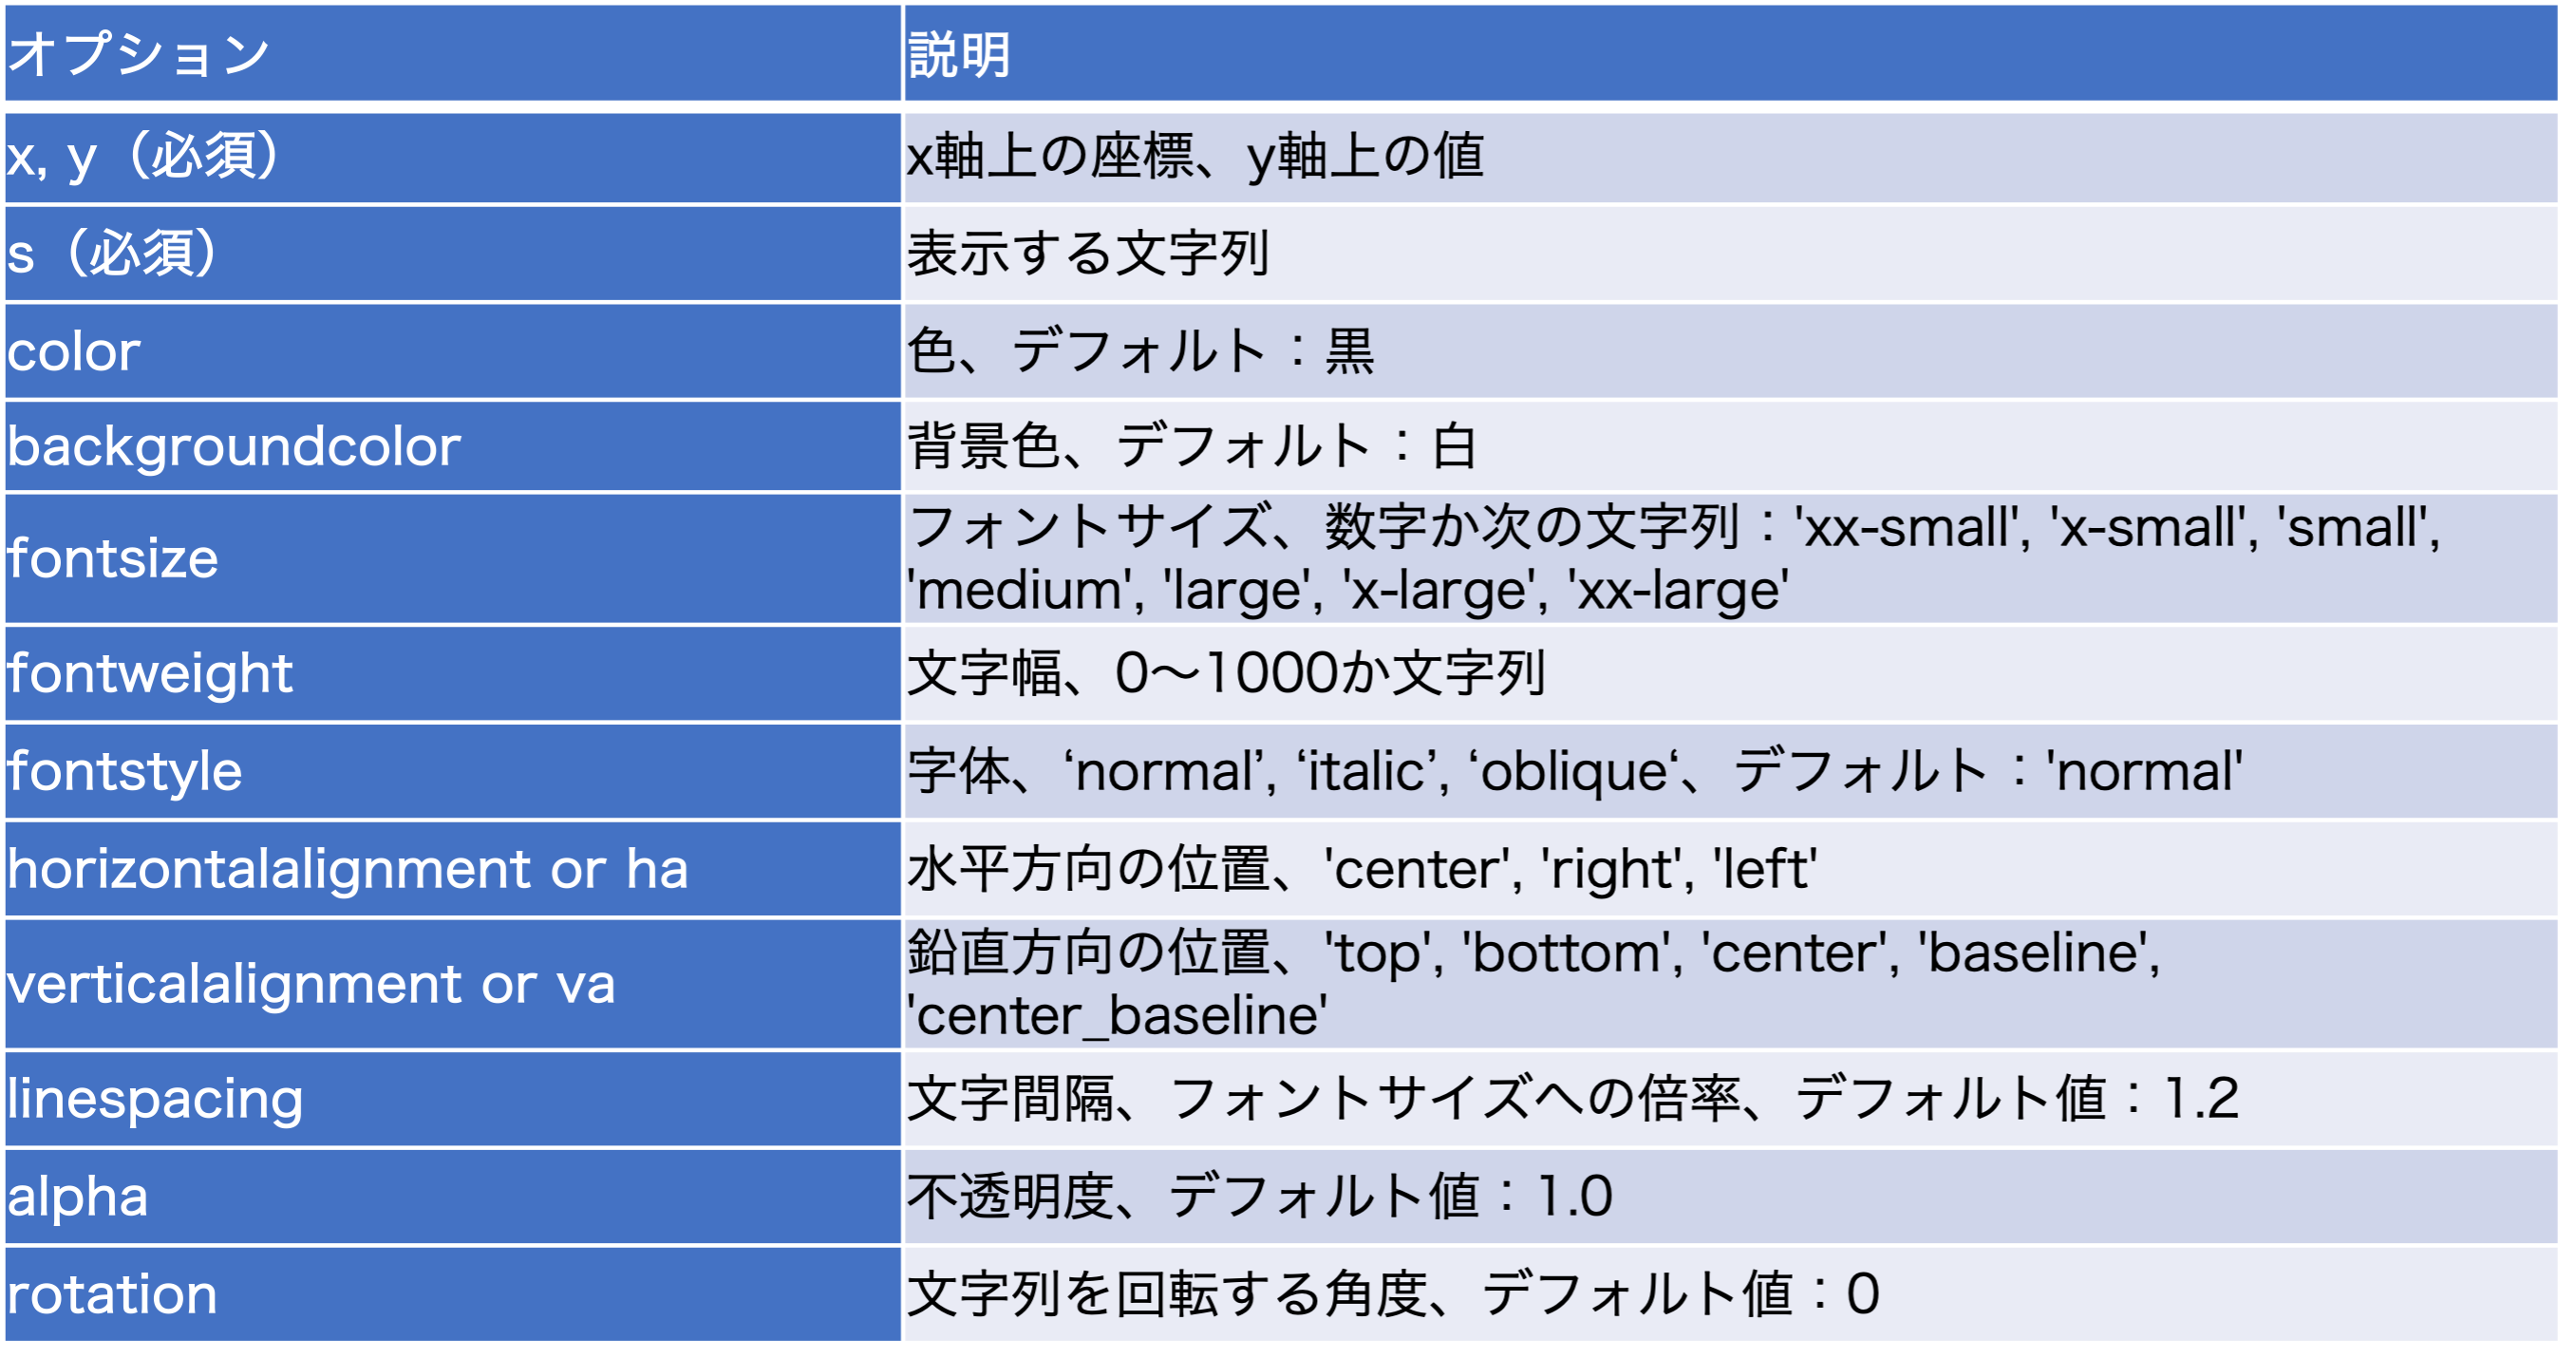 オプション 説明
x, y（必須） x軸上の座標、y軸上の値
s（必須） 表示する文字列
color 色、デフォルト：黒
backgroundcolor 背景色、デフォルト：白
fontsize フォントサイズ、数字か次の文字列：'xx-small', 'x-small', 'small',
'medium', 'large', 'x-large', 'xx-large'
fontweight 文字幅、0〜1000か文字列
fontstyle 字体、‘normal’, ‘italic’, ‘oblique‘、デフォルト：'normal'
horizontalalignment or ha 水平方向の位置、'center', 'right', 'left'
verticalalignment or va 鉛直方向の位置、'top', 'bottom', 'center', 'baseline',
'center_baseline'
linespacing 文字間隔、フォントサイズへの倍率、デフォルト値：1.2
alpha 不透明度、デフォルト値：1.0
rotation 文字列を回転する角度、デフォルト値：0